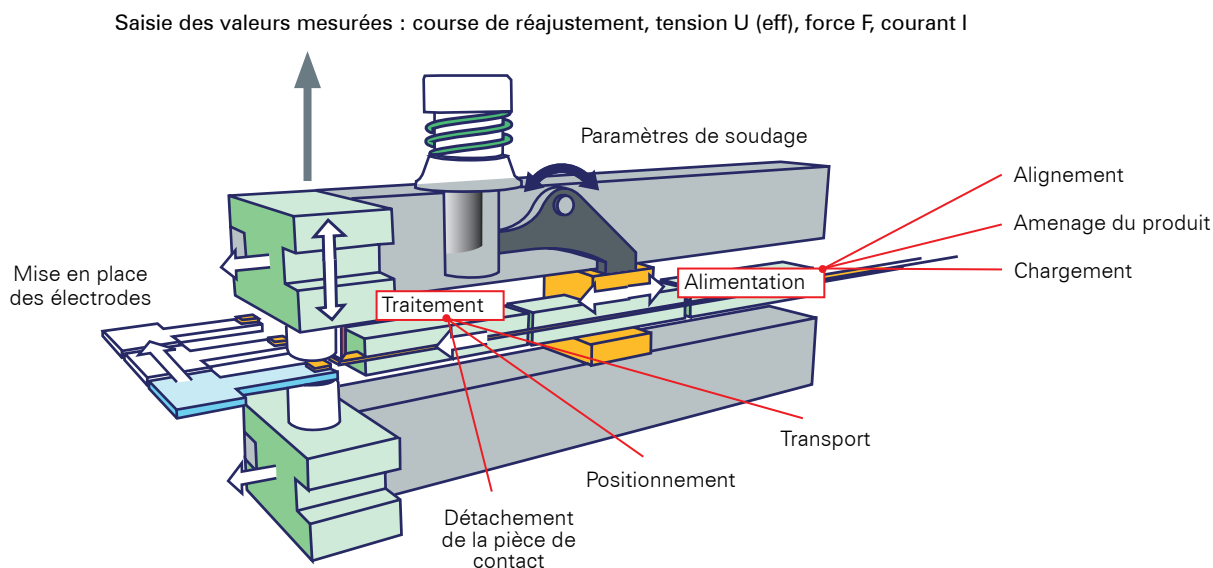 Saisie des valeurs mesurées : course de réajustement, tension U (eff), force F, courant I
Paramètres de soudage
Alignement
Amenage du produit
Chargement
Mise en place
des électrodes
Alimentation
Traitement
Transport
Positionnement
Détachement
de la pièce de
contact